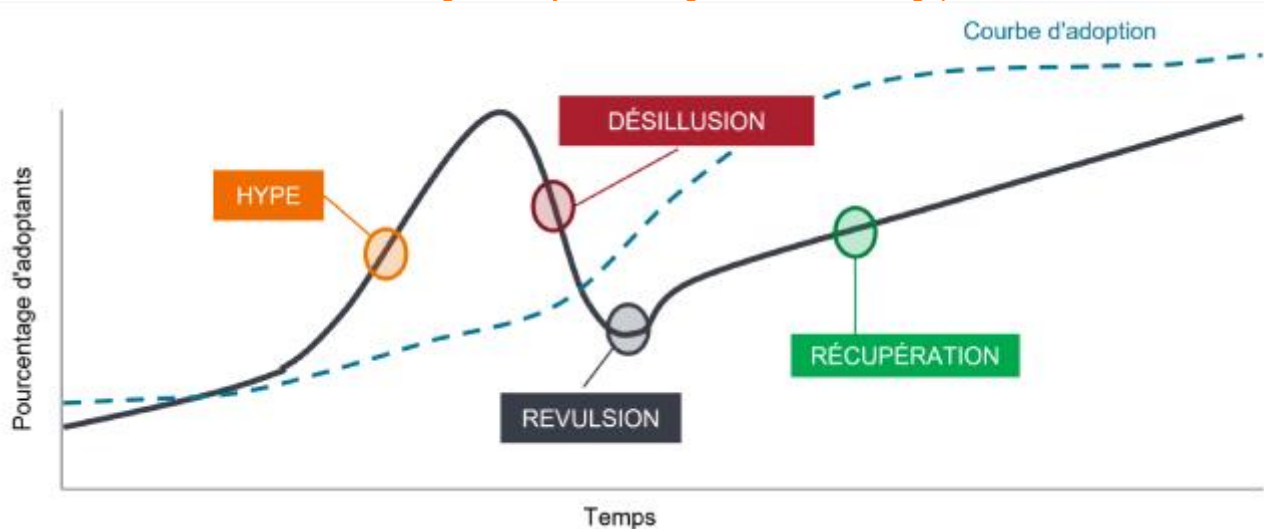 Courbe d'adoption
DÉSILLUSION
HYPE
Pourcentage d'adoptants
RÉCUPÉRATION
REVULSION
Temps